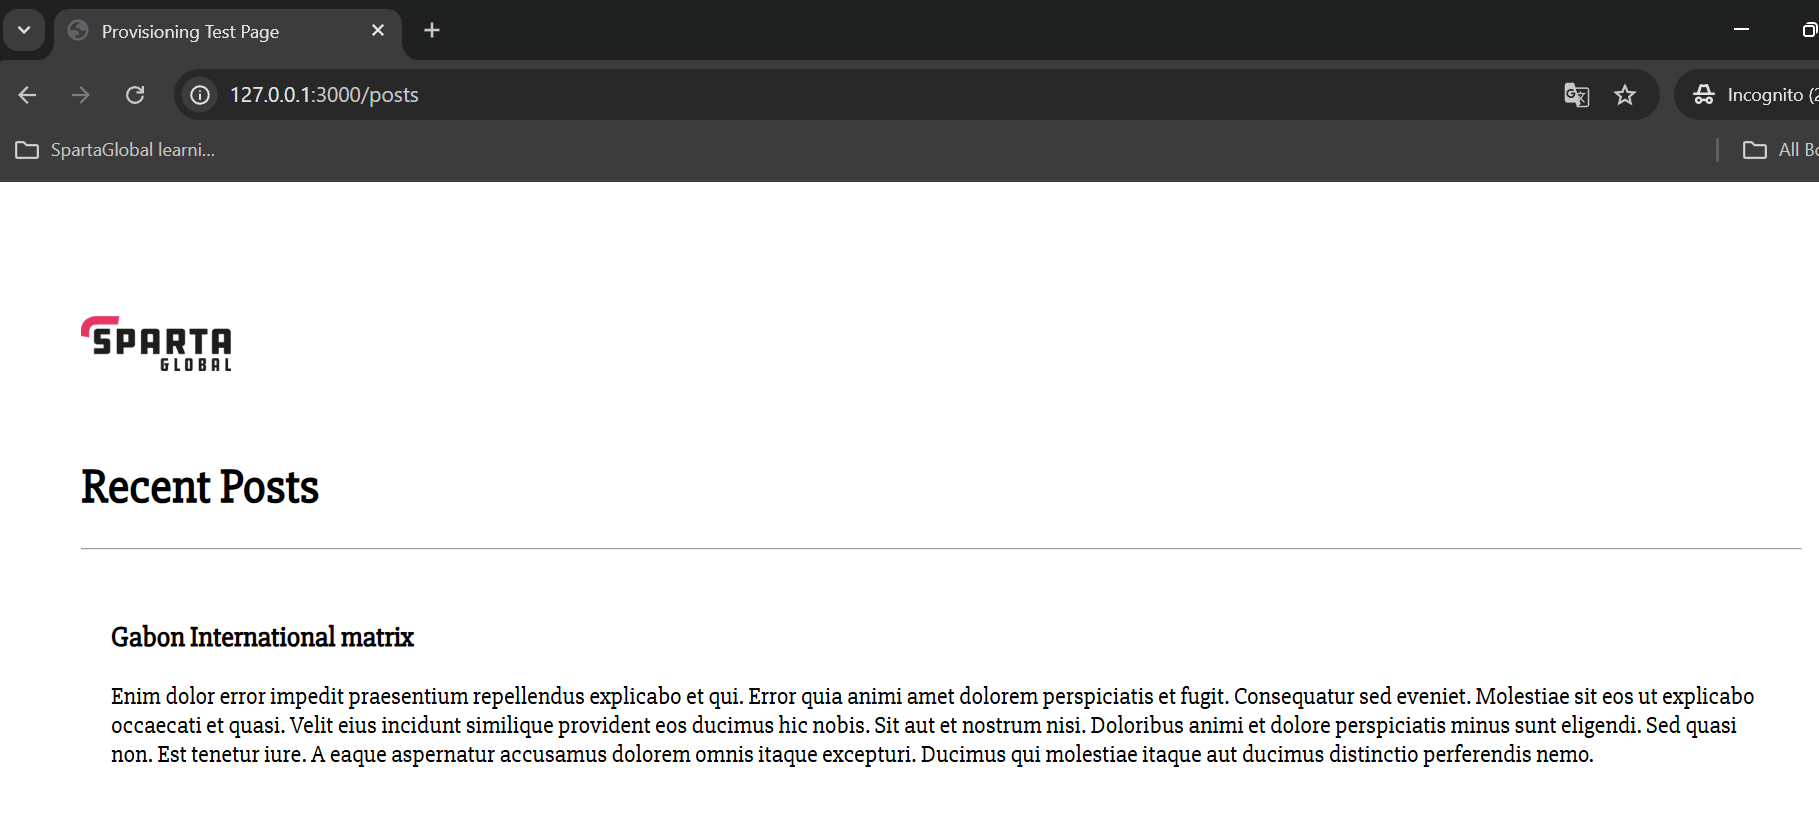 Provisioning Test Page
127.0.0.1:3000/posts
Incognito (2
SpartaGlobal learni...
All Bo
SPARTA
GLOBAL
Recent Posts
Gabon International matrix
Enim dolor error impedit praesentium repellendus explicabo et qui. Error quia animi amet dolorem perspiciatis et fugit. Consequatur sed eveniet. Molestiae sit eos ut explicabo
occaecati et quasi. Velit eius incidunt similique provident eos ducimus hic nobis. Sit aut et nostrum nisi. Doloribus animi et dolore perspiciatis minus sunt eligendi. Sed quasi
non. Est tenetur iure. A eaque aspernatur accusamus dolorem omnis itaque excepturi. Ducimus qui molestiae itaque aut ducimus distinctio perferendis nemo.